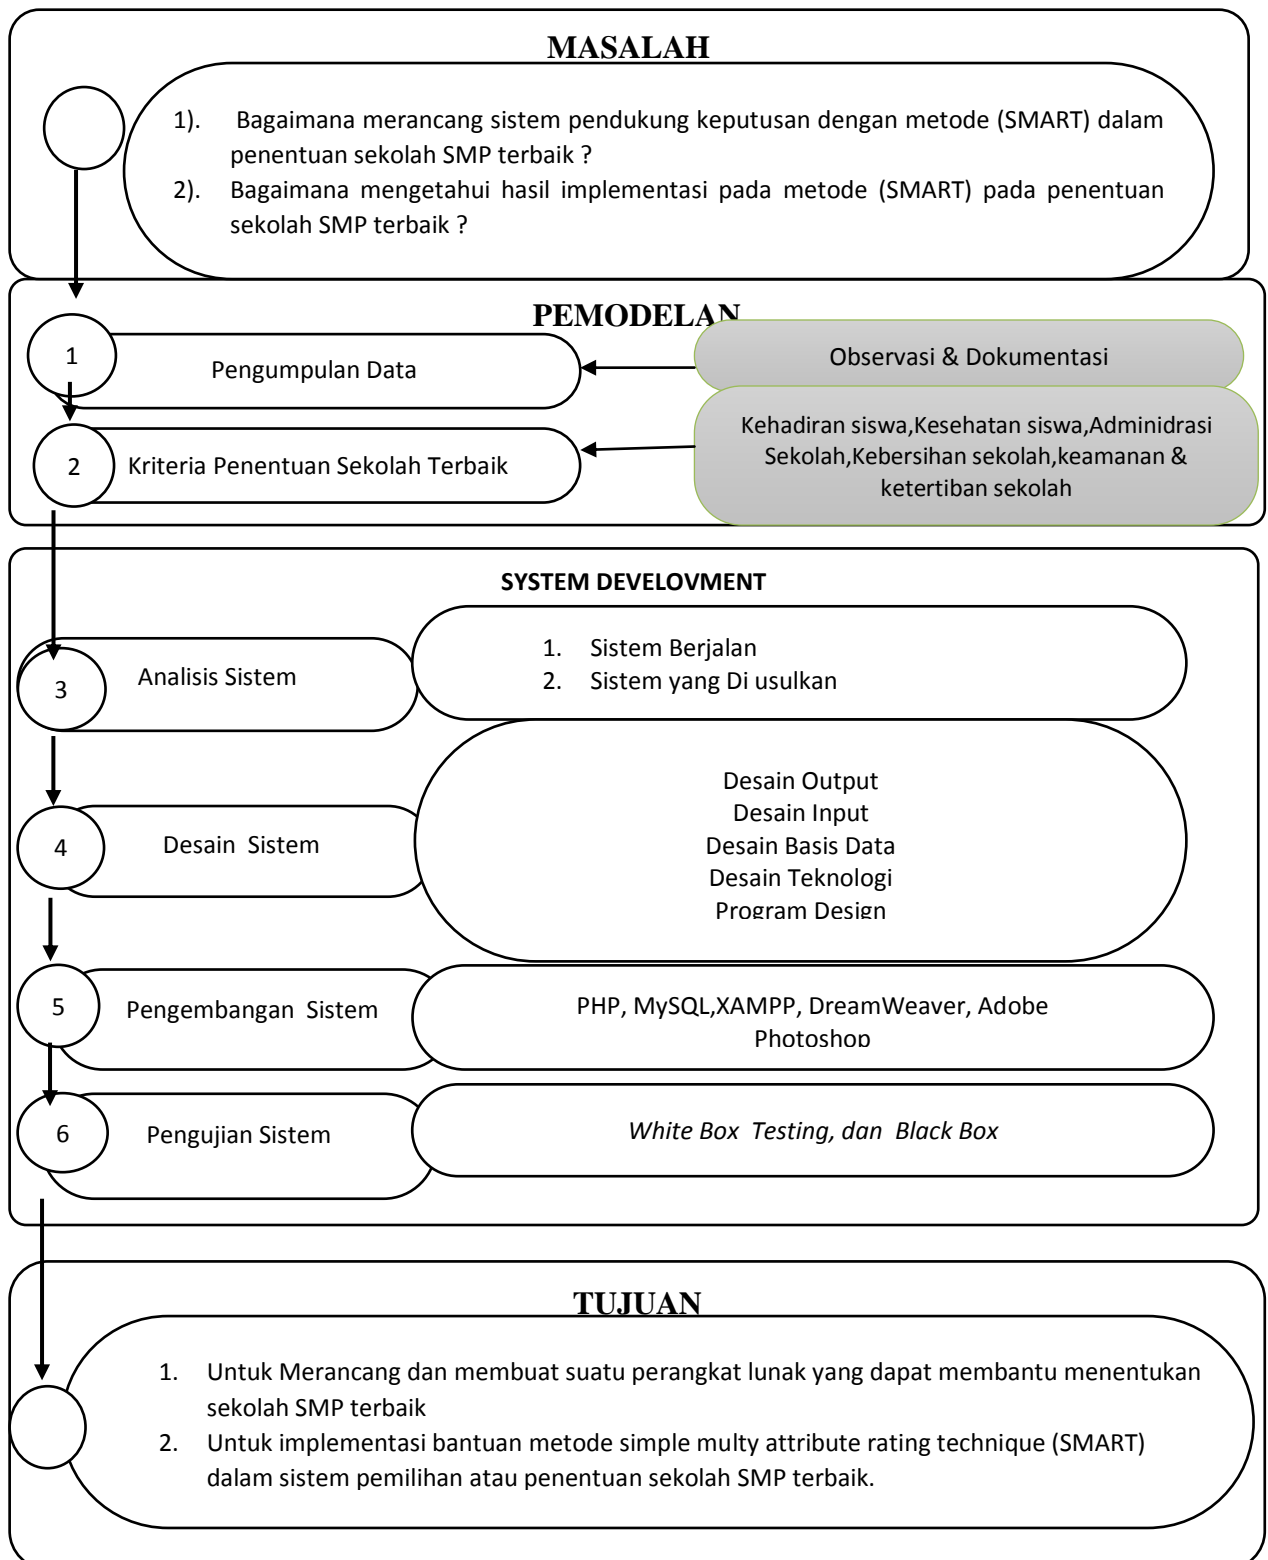 MASALAH
1). Bagaimana merancang sistem pendukung keputusan dengan metode (SMART) dalam
penentuan sekolah SMP terbaik ?
2). Bagaimana mengetahui hasil implementasi pada metode (SMART) pada penentuan
sekolah SMP terbaik ?
PEMODELAN
1
Pengumpulan Data
Observasi & Dokumentasi
2
Kriteria Penentuan Sekolah Terbaik
Kehadiran siswa,Kesehatan siswa,Adminidrasi
Sekolah,Kebersihan sekolah,keamanan &
ketertiban sekolah
SYSTEM DEVELOVMENT
3
Analisis Sistem
1. Sistem Berjalan
2. Sistem yang Di usulkan
4
Desain Sistem
Desain Output
Desain Input
Desain Basis Data
Desain Teknologi
Program Design
5
Pengembangan Sistem
PHP, MySQL,XAMPP, DreamWeaver, Adobe
Photoshop
6
Pengujian Sistem
White Box Testing, dan Black Box
TUJUAN
1. Untuk Merancang dan membuat suatu perangkat lunak yang dapat membantu menentukan
sekolah SMP terbaik
2. Untuk implementasi bantuan metode simple multy attribute rating technique (SMART)
dalam sistem pemilihan atau penentuan sekolah SMP terbaik.